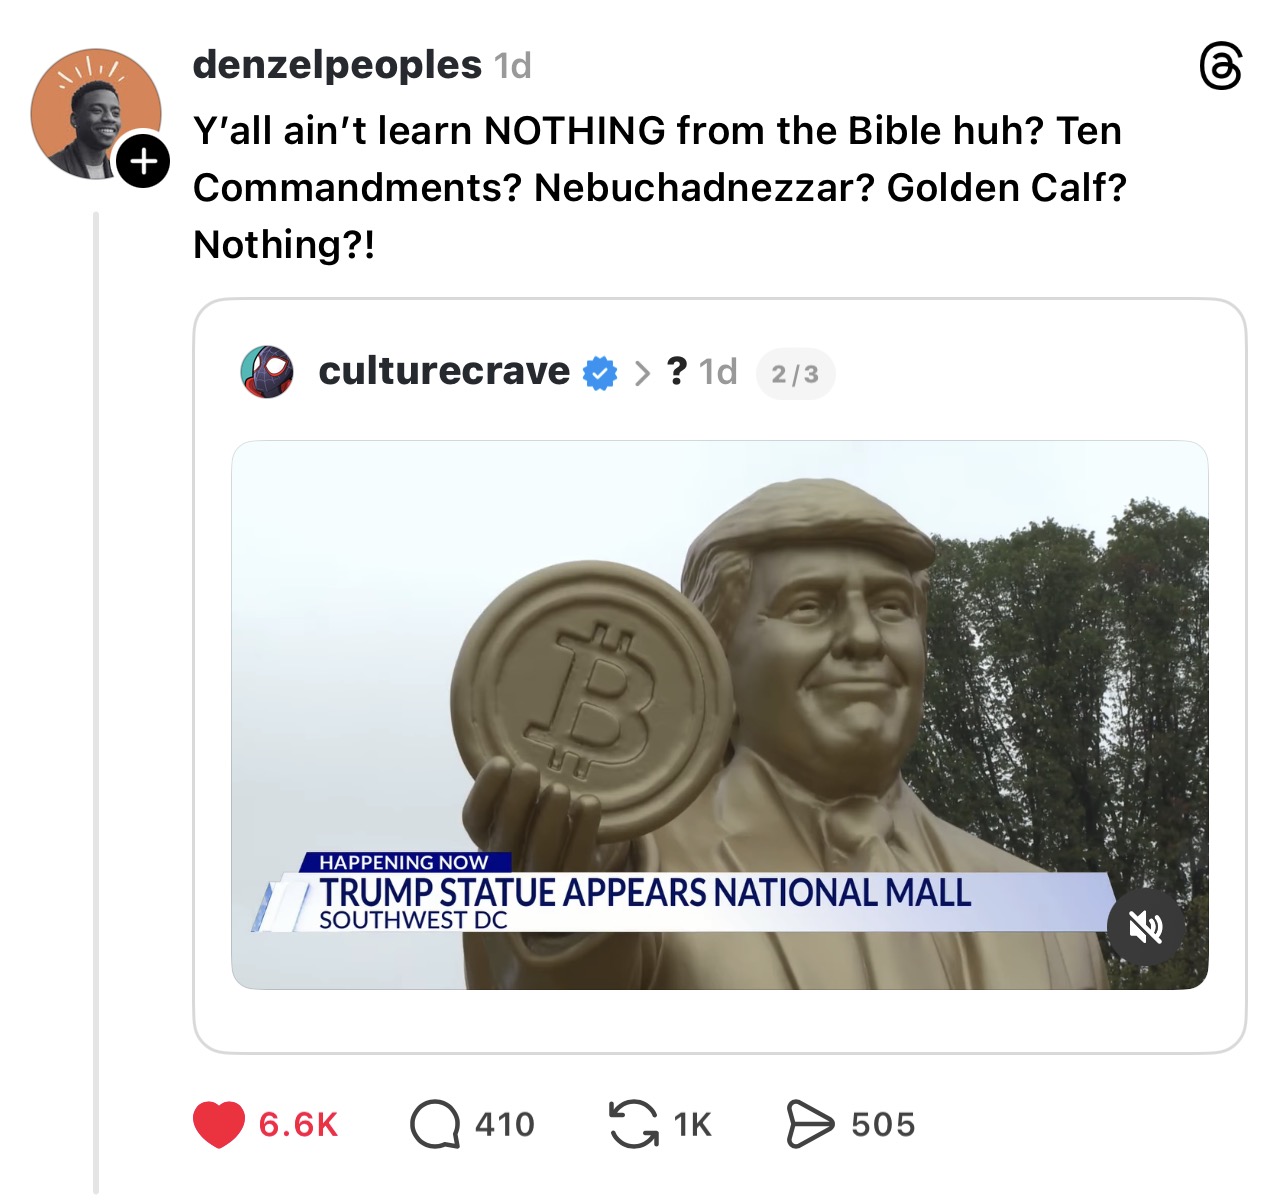 denzelpeoples 1d
Y’all ain’t learn NOTHING from the Bible huh? Ten
Commandments? Nebuchadnezzar? Golden Calf?
Nothing?!
culturecrave > ? 1d 2/3
B
HAPPENING NOW
TRUMP STATUE APPEARS NATIONAL MALL
SOUTHWEST DC
6.6K 410 1K 505